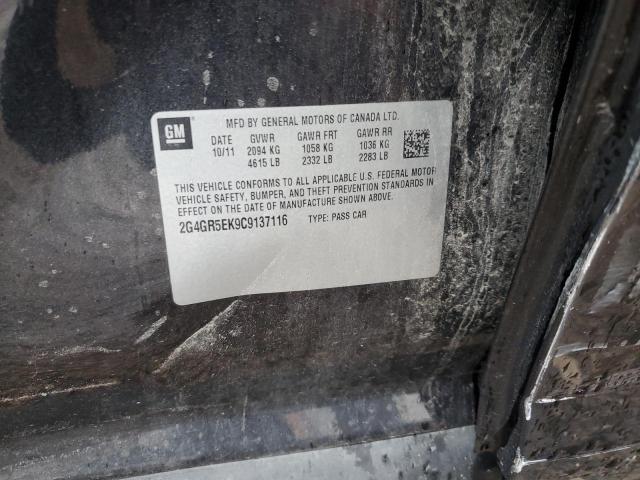 MFD BY GENERAL MOTORS OF CANADA LTD.
GM
DATE GVWR GAWR FRT GAWR RR
10/11 2094 KG 1058 KG 1036 KG
4615 LB 2332 LB 2283 LB
THIS VEHICLE CONFORMS TO ALL APPLICABLE U.S. FEDERAL MOTOR
VEHICLE SAFETY, BUMPER, AND THEFT PREVENTION STANDARDS IN
EFFECT ON THE DATE OF MANUFACTURE SHOWN ABOVE.
2G4GR5EK9C9137116 TYPE: PASS CAR